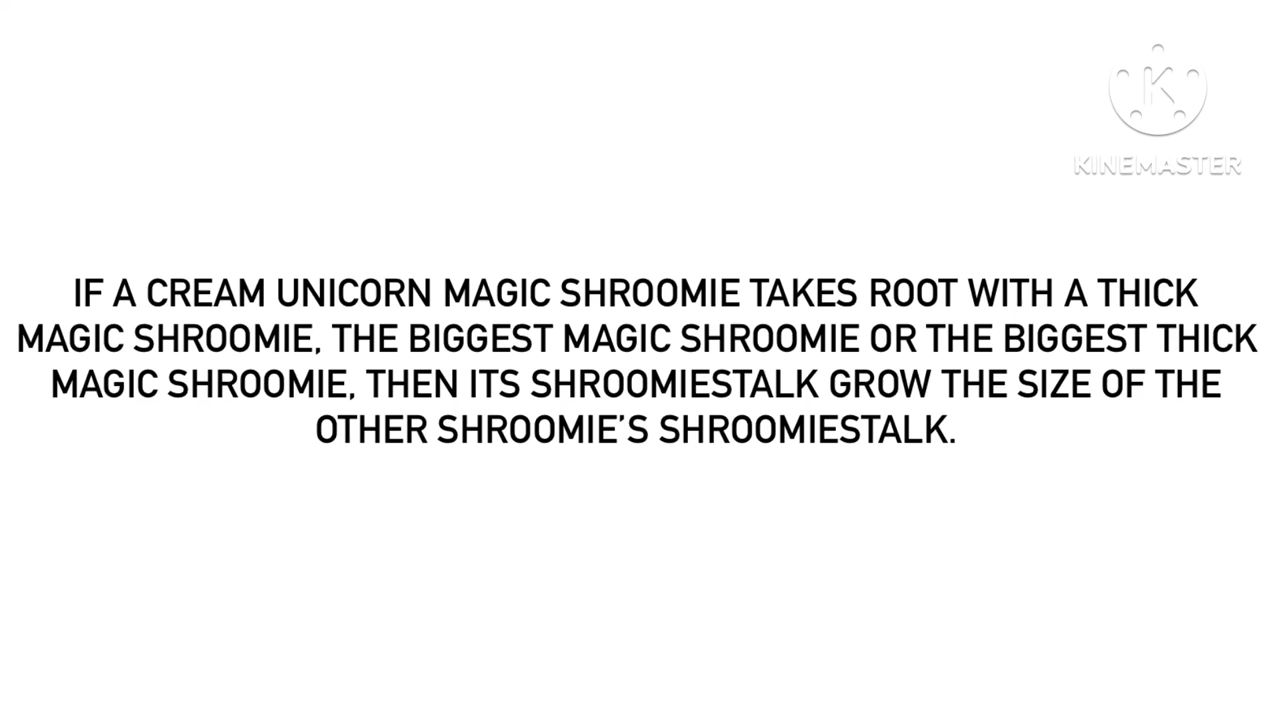 KINEMASTER
IF A CREAM UNICORN MAGIC SHROOMIE TAKES ROOT WITH A THICK
MAGIC SHROOMIE, THE BIGGEST MAGIC SHROOMIE OR THE BIGGEST THICK
MAGIC SHROOMIE, THEN ITS SHROOMIESTALK GROW THE SIZE OF THE
OTHER SHROOMIE’S SHROOMIESTALK.